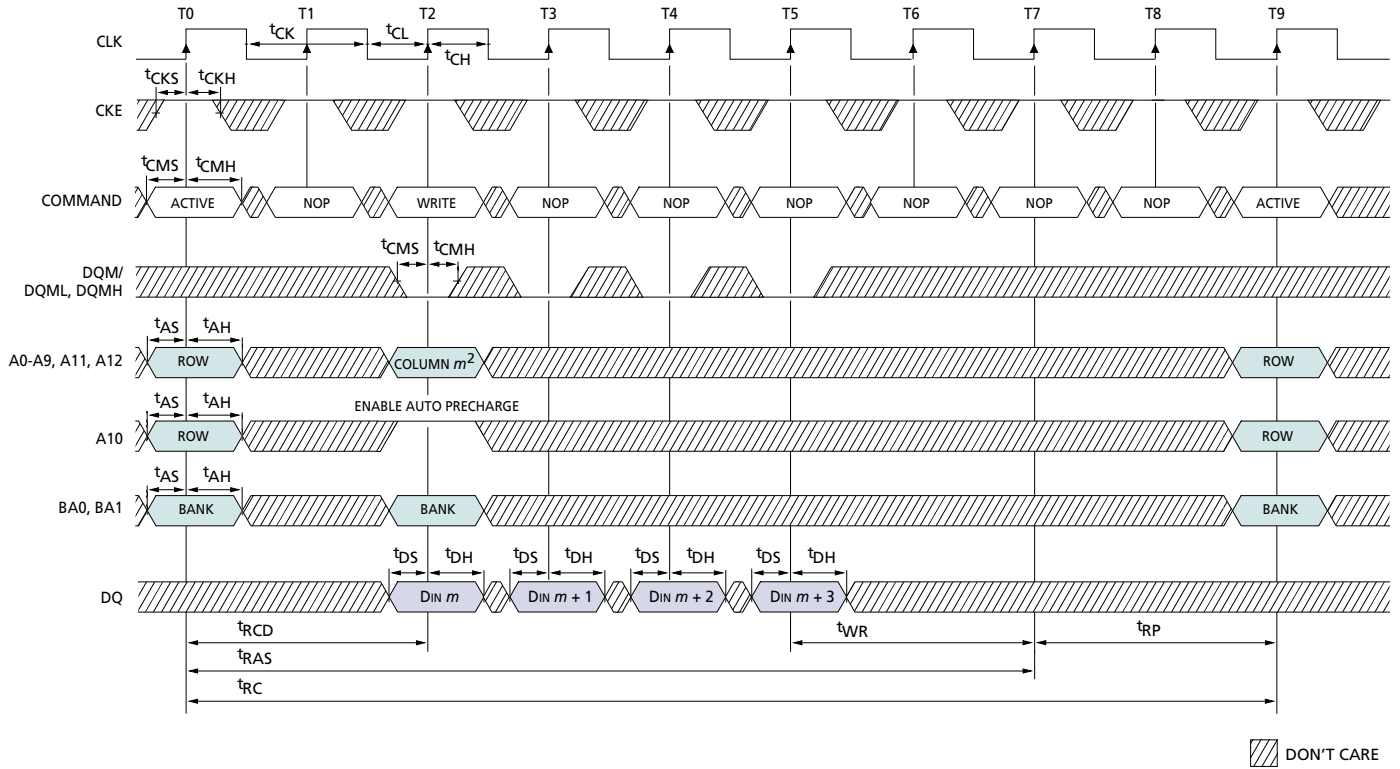 T0 T1 T2 T3 T4 T5 T6 T7 T8 T9
CLK
tCK tCL
tCH
tCKS tCKH
CKE
tCMS tCMH
COMMAND ACTIVE NOP WRITE NOP NOP NOP NOP NOP NOP ACTIVE
tCMS tCMH
DQM/
DQML, DQMH
tAS tAH
A0-A9, A11, A12 ROW COLUMN m2 ROW
ENABLE AUTO PRECHARGE
tAS tAH
A10 ROW ROW
tAS tAH
BA0, BA1 BANK BANK BANK
tDS tDH tDS tDH tDS tDH tDS tDH
DQ DIN m DIN m + 1 DIN m + 2 DIN m + 3
tRCD tWR tRP
tRAS
tRC
DON'T CARE